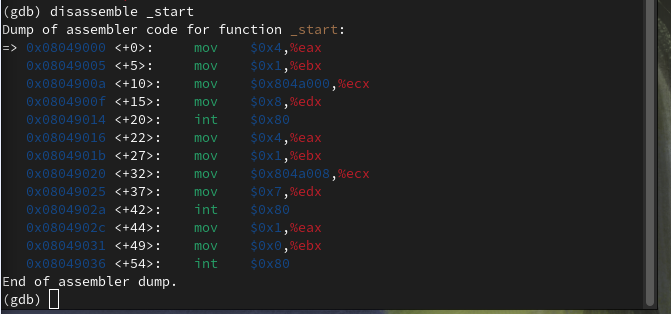 (gdb) disassemble _start
Dump of assembler code for function _start:
=> 0x08049000 <+0>:     mov    $0x4,%eax
   0x08049005 <+5>:     mov    $0x1,%ebx
   0x0804900a <+10>:    mov    $0x804a000,%ecx
   0x0804900f <+15>:    mov    $0x8,%edx
   0x08049014 <+20>:    int    $0x80
   0x08049016 <+22>:    mov    $0x4,%eax
   0x0804901b <+27>:    mov    $0x1,%ebx
   0x08049020 <+32>:    mov    $0x804a008,%ecx
   0x08049025 <+37>:    mov    $0x7,%edx
   0x0804902a <+42>:    int    $0x80
   0x0804902c <+44>:    mov    $0x1,%eax
   0x08049031 <+49>:    mov    $0x0,%ebx
   0x08049036 <+54>:    int    $0x80
End of assembler dump.
(gdb)